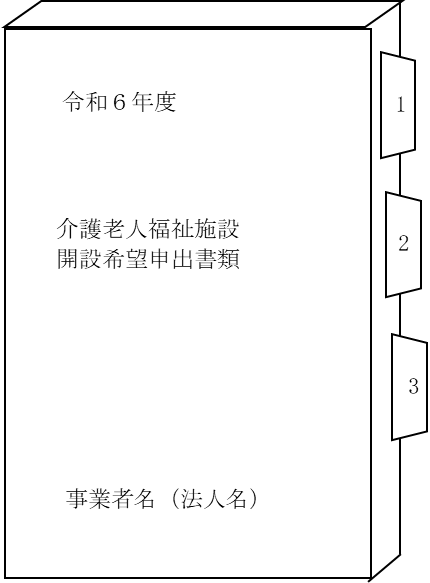 令和６年度
介護老人福祉施設
開設希望申出書類
事業者名（法人名）
1
2
3